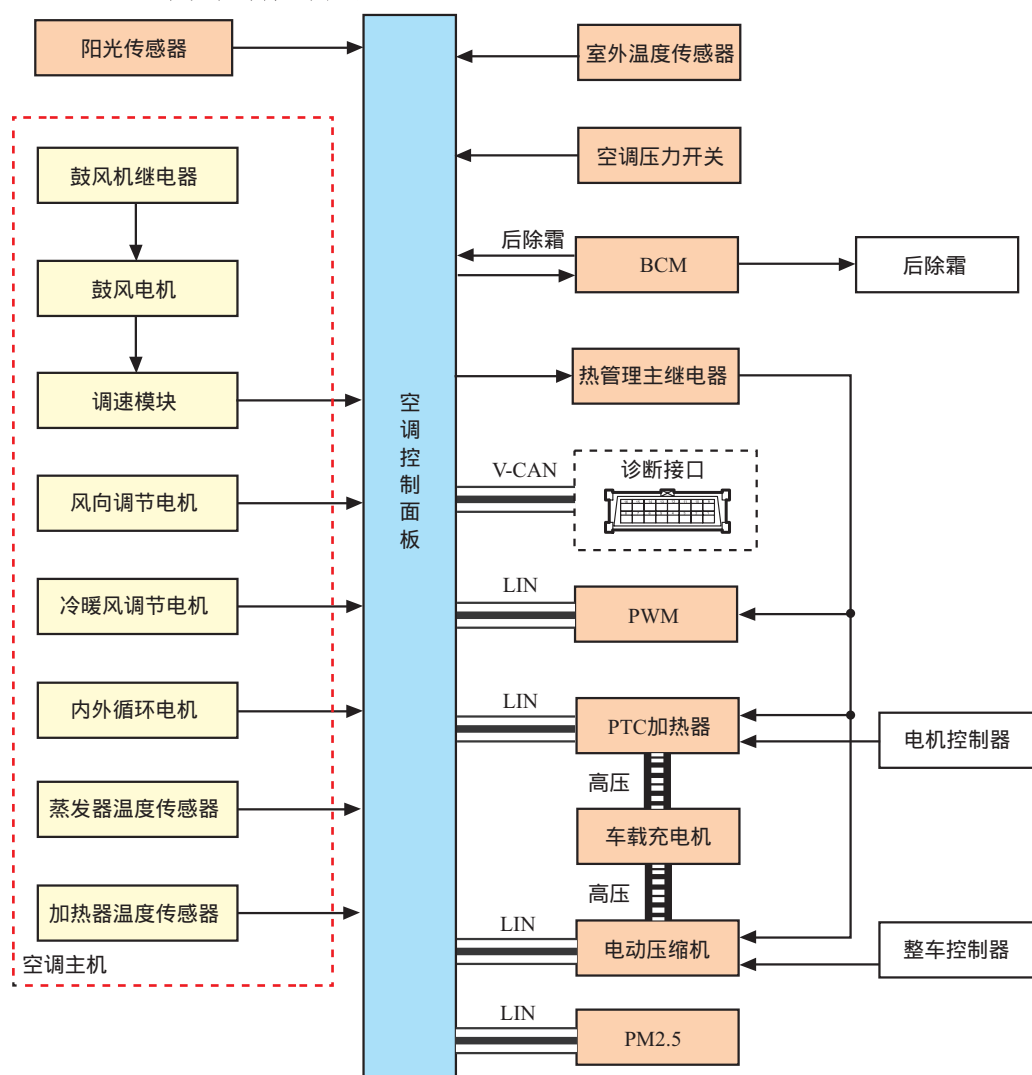 阳光传感器
室外温度传感器
鼓风机继电器
空调压力开关
鼓风电机
后除霜
BCM
后除霜
调速模块
热管理主继电器
空调控制面板
V-CAN
诊断接口
风向调节电机
LIN
冷暖风调节电机
PWM
LIN
内外循环电机
PTC加热器
电机控制器
高压
蒸发器温度传感器
车载充电机
高压
加热器温度传感器
LIN
电动压缩机
整车控制器
空调主机
LIN
PM2.5